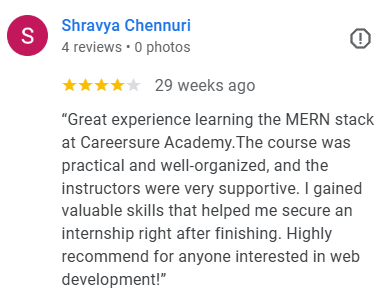 S
Shravya Chennuri
4 reviews • 0 photos
29 weeks ago
“Great experience learning the MERN stack
at Careersure Academy.The course was
practical and well-organized, and the
instructors were very supportive. I gained
valuable skills that helped me secure an
internship right after finishing. Highly
recommend for anyone interested in web
development!”